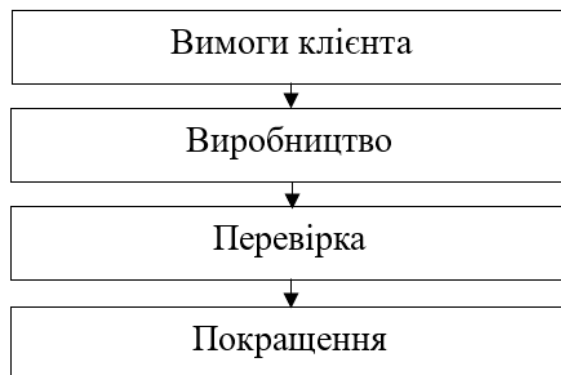 Вимоги клієнта
Виробництво
Перевірка
Покращення